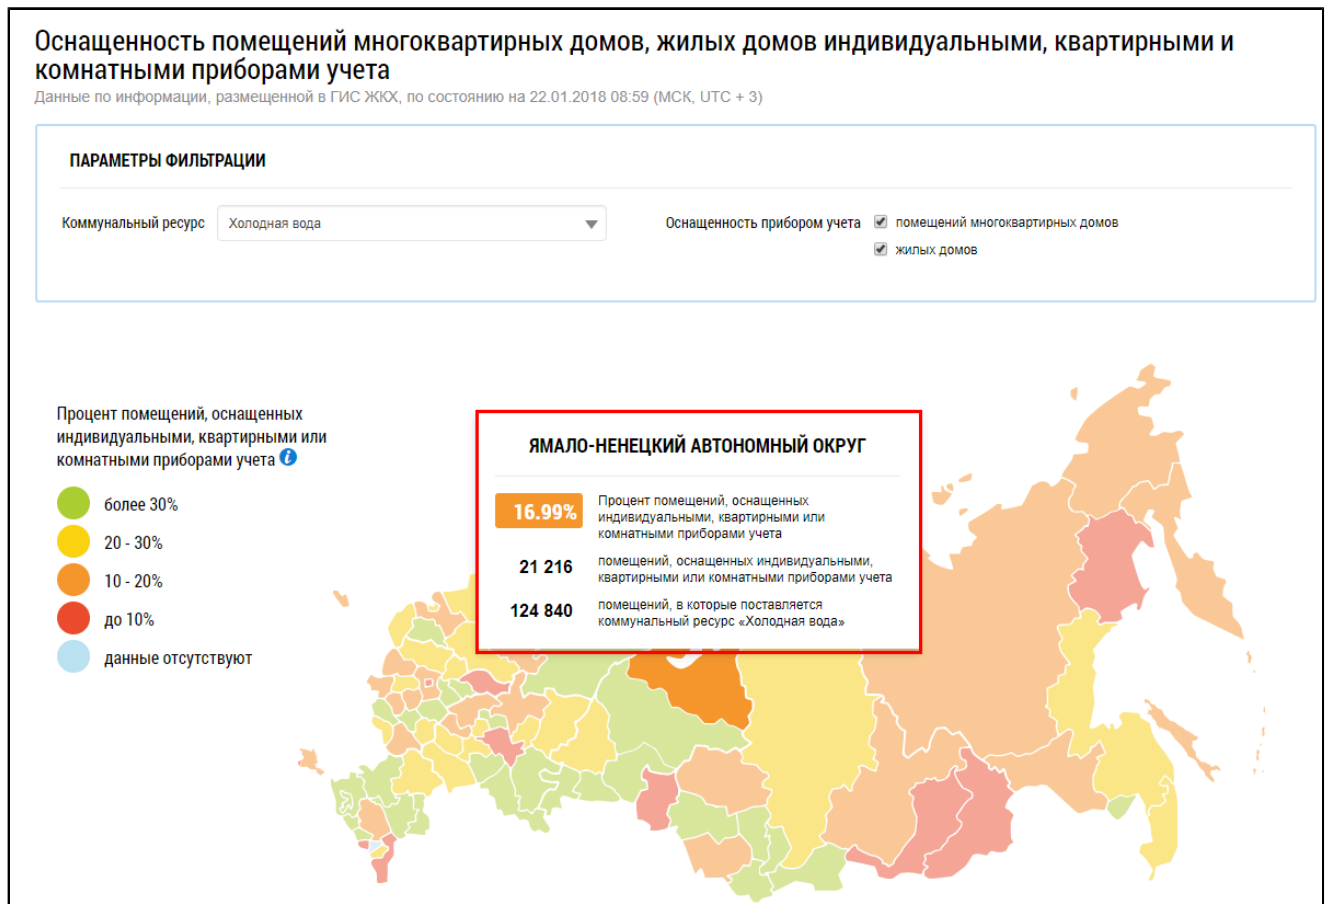 Оснащенность помещений многоквартирных домов, жилых домов индивидуальными, квартирными и
комнатными приборами учета
Данные по информации, размещенной в ГИС ЖКХ, по состоянию на 22.01.2018 08:59 (МСК, UTC + 3)
ПАРАМЕТРЫ ФИЛЬТРАЦИИ
Коммунальный ресурс
Холодная вода
Оснащенность прибором учета
помещений многоквартирных домов
жилых домов
Процент помещений, оснащенных
индивидуальными, квартирными или
комнатными приборами учета i
более 30%
20 - 30%
10 - 20%
до 10%
данные отсутствуют
ЯМАЛО-НЕНЕЦКИЙ АВТОНОМНЫЙ ОКРУГ
16.99%
Процент помещений, оснащенных
индивидуальными, квартирными или
комнатными приборами учета
21 216
помещений, оснащенных индивидуальными,
квартирными или комнатными приборами учета
124 840
помещений, в которые поставляется
коммунальный ресурс «Холодная вода»